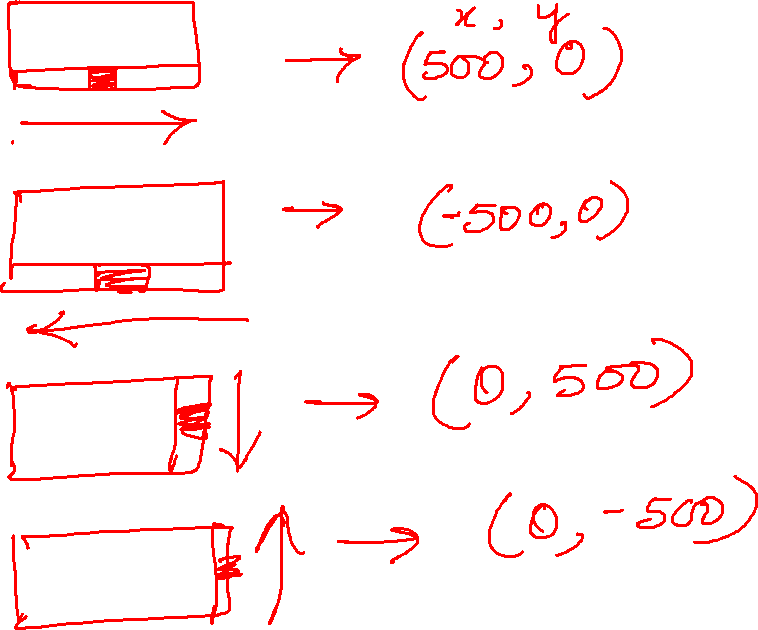 x, y
(500, 0)
(-500, 0)
(0, 500)
(0, -500)